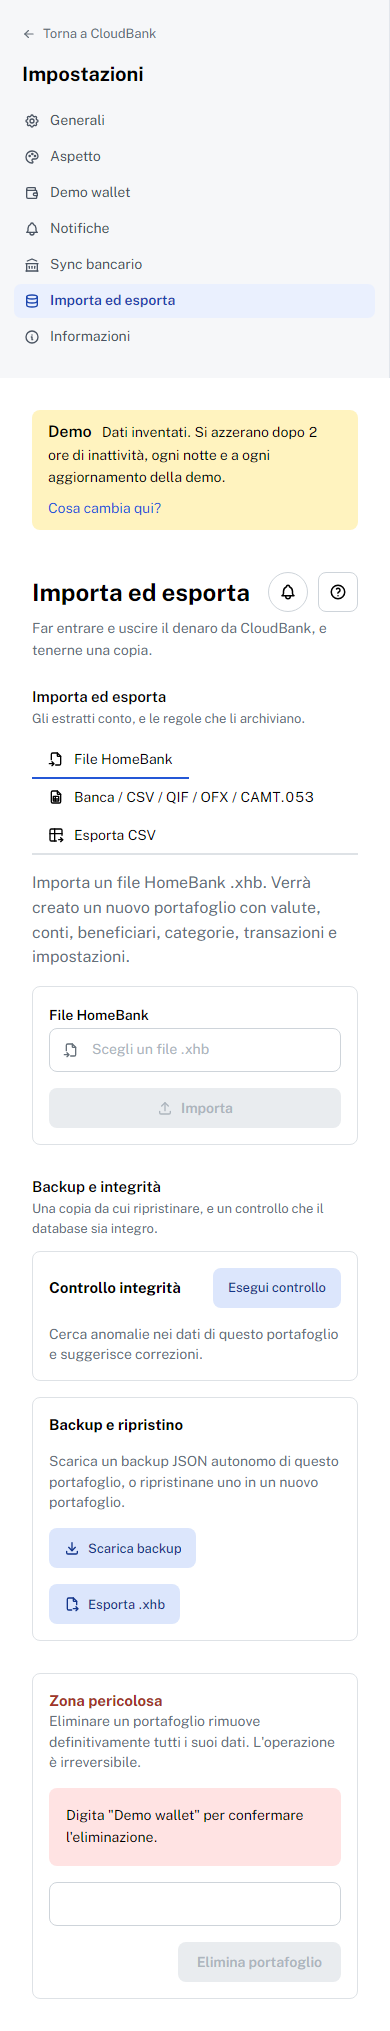 Torna a CloudBank
Impostazioni
Generali
Aspetto
Demo wallet
Notifiche
Sync bancario
Importa ed esporta
Informazioni
Demo Dati inventati. Si azzerano dopo 2
ore di inattività, ogni notte e a ogni
aggiornamento della demo.
Cosa cambia qui?
Importa ed esporta
Far entrare e uscire il denaro da CloudBank, e
tenerne una copia.
Importa ed esporta
Gli estratti conto, e le regole che li archiviano.
File HomeBank
Banca / CSV / QIF / OFX / CAMT.053
Esporta CSV
Importa un file HomeBank .xhb. Verrà
creato un nuovo portafoglio con valute,
conti, beneficiari, categorie, transazioni e
impostazioni.
File HomeBank
Scegli un file .xhb
Importa
Backup e integrità
Una copia da cui ripristinare, e un controllo che il
database sia integro.
Controllo integrità
Esegui controllo
Cerca anomalie nei dati di questo portafoglio
e suggerisce correzioni.
Backup e ripristino
Scarica un backup JSON autonomo di questo
portafoglio, o ripristinane uno in un nuovo
portafoglio.
Scarica backup
Esporta .xhb
Zona pericolosa
Eliminare un portafoglio rimuove
definitivamente tutti i suoi dati. L'operazione
è irreversibile.
Digita "Demo wallet" per confermare
l'eliminazione.
Elimina portafoglio